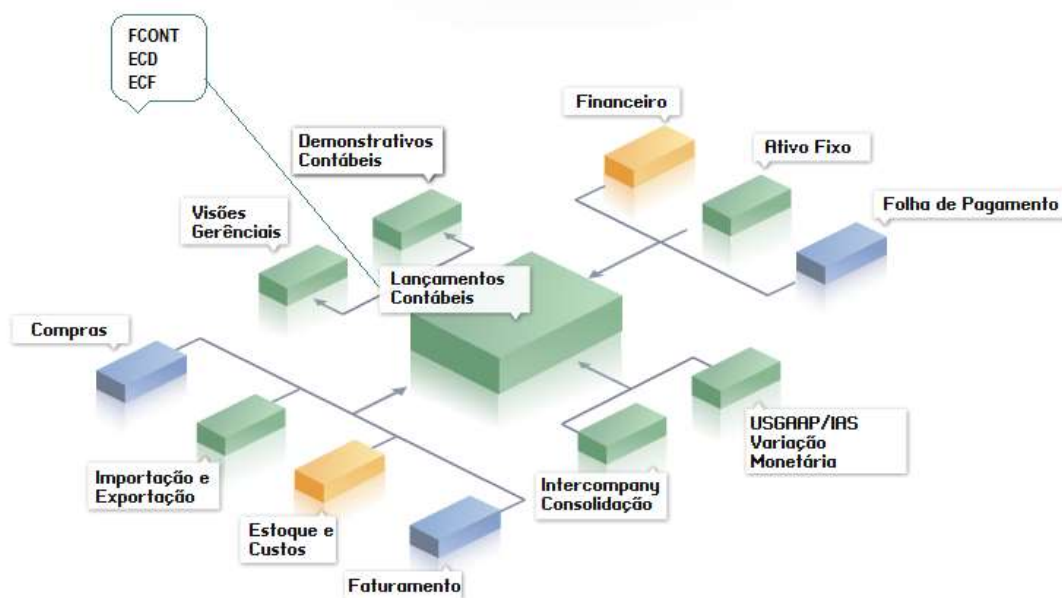 FCONT
ECD
ECF
Financeiro
Demonstrativos
Contábeis
Ativo Fixo
Folha de Pagamento
Visões
Gerênciais
Lançamentos
Contábeis
Compras
USGAAP/IAS
Variação
Monetária
Importação e
Exportação
Intercompany
Consolidação
Estoque e
Custos
Faturamento